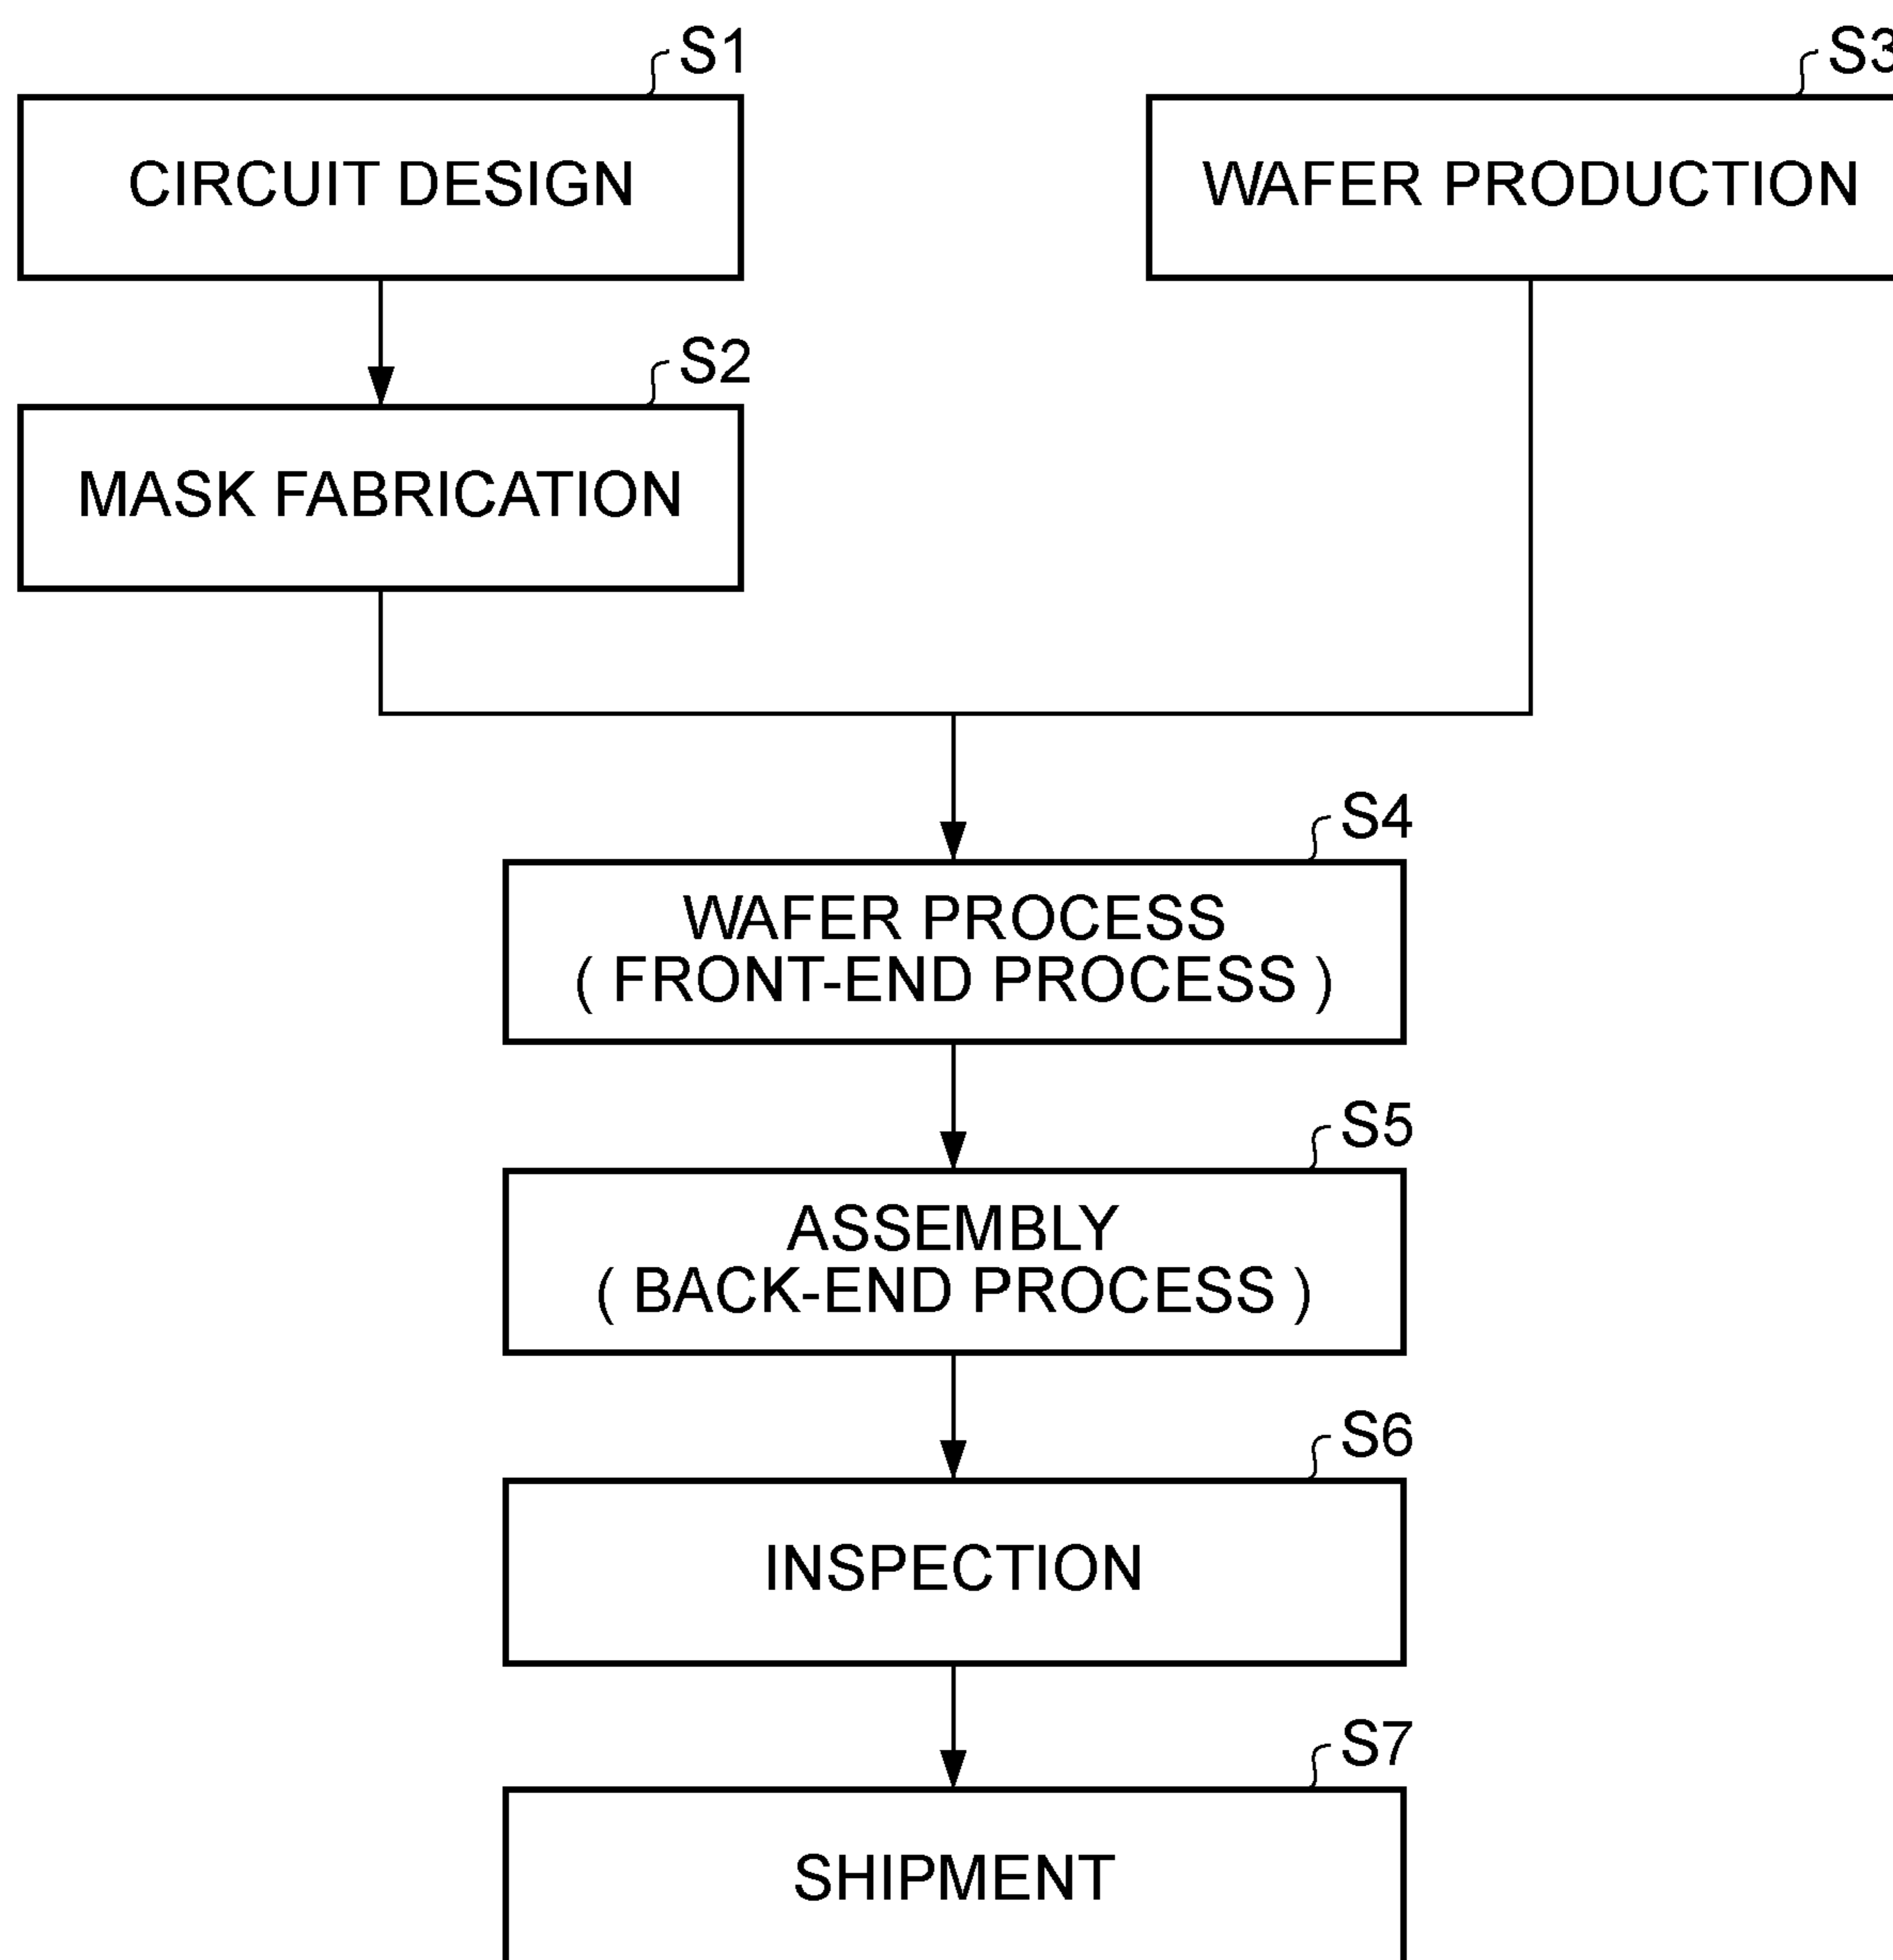 S1
CIRCUIT DESIGN
S3
WAFER PRODUCTION
S2
MASK FABRICATION
S4
WAFER PROCESS
( FRONT-END PROCESS )
S5
ASSEMBLY
( BACK-END PROCESS )
S6
INSPECTION
S7
SHIPMENT